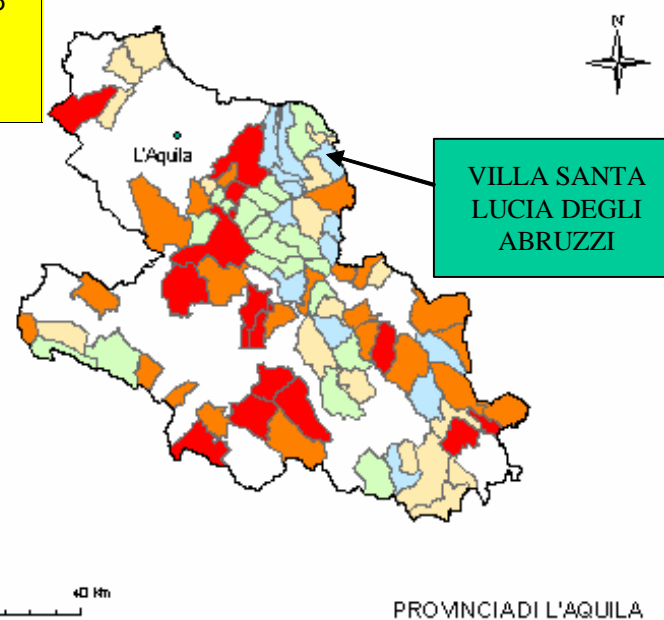 N
L'Aquila
VILLA SANTA
LUCIA DEGLI
ABRUZZI
40 Km
PROVINCIA DI L'AQUILA